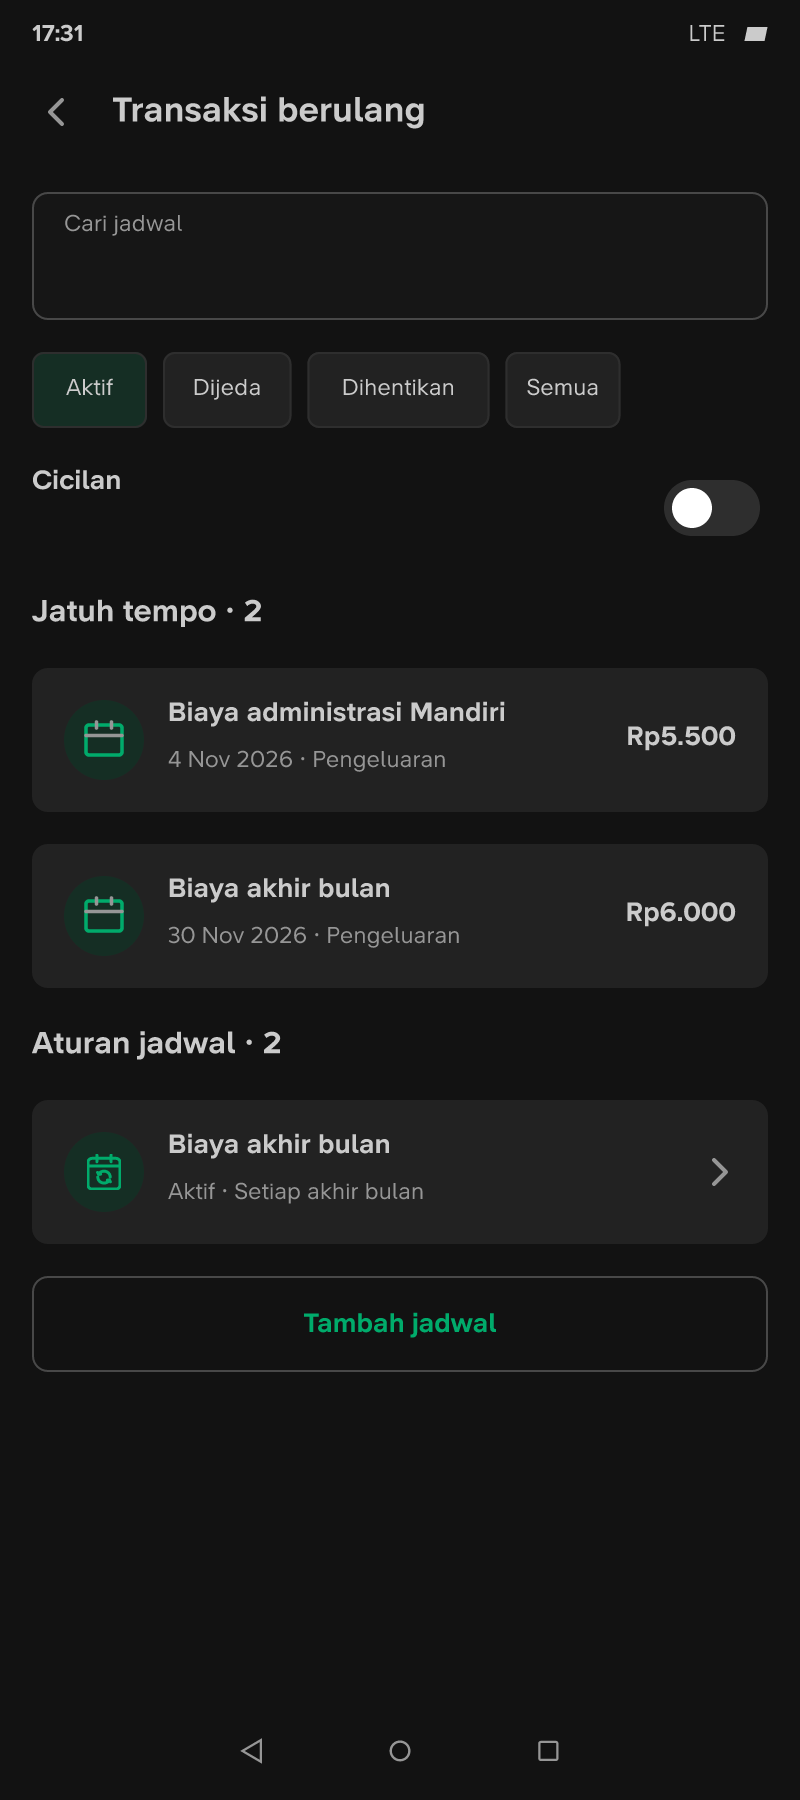 17:31
LTE
Transaksi berulang
Cari jadwal
Aktif
Dijeda
Dihentikan
Semua
Cicilan
Jatuh tempo · 2
Biaya administrasi Mandiri
4 Nov 2026 · Pengeluaran
Rp5.500
Biaya akhir bulan
30 Nov 2026 · Pengeluaran
Rp6.000
Aturan jadwal · 2
Biaya akhir bulan
Aktif · Setiap akhir bulan
Tambah jadwal